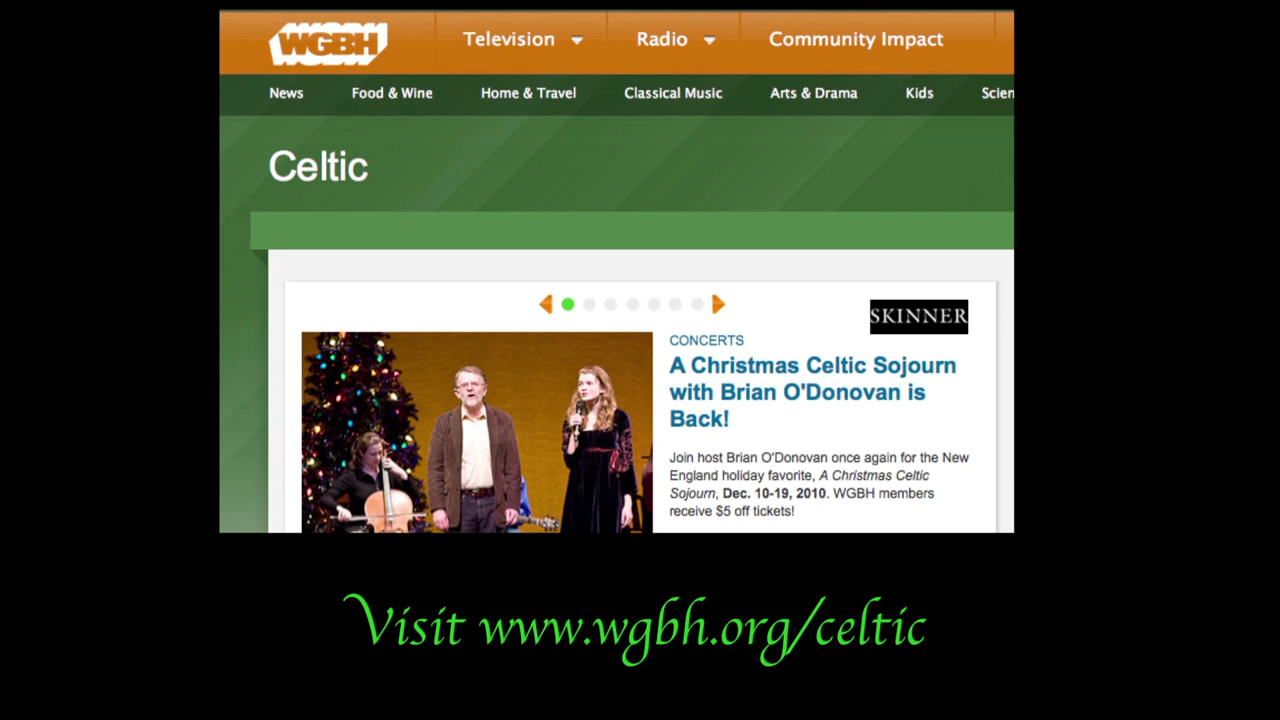 WGBH
Television
Radio
Community Impact
News
Food & Wine
Home & Travel
Classical Music
Arts & Drama
Kids
Scien
Celtic
SKINNER
CONCERTS
A Christmas Celtic Sojourn
with Brian O'Donovan is
Back!
Join host Brian O'Donovan once again for the New
England holiday favorite, A Christmas Celtic
Sojourn, Dec. 10-19, 2010. WGBH members
receive $5 off tickets!
Visit www.wgbh.org/celtic